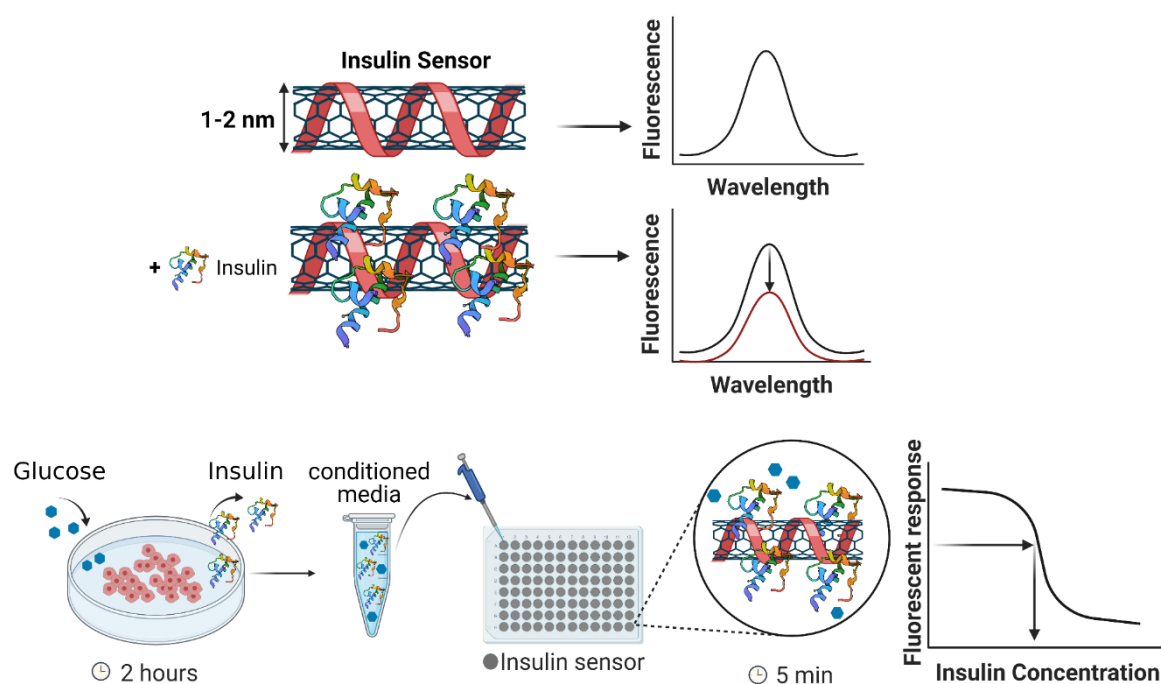 Insulin Sensor
1-2 nm
Fluorescence
Wavelength
+ Insulin
Fluorescence
Wavelength
Glucose
Insulin
conditioned
media
2 hours
Insulin sensor
5 min
Fluorescent response
Insulin Concentration